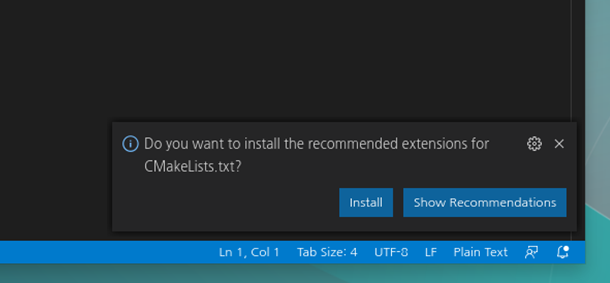 Do you want to install the recommended extensions for
CMakeLists.txt?
Install
Show Recommendations
Ln 1, Col 1
Tab Size: 4
UTF-8
LF
Plain Text